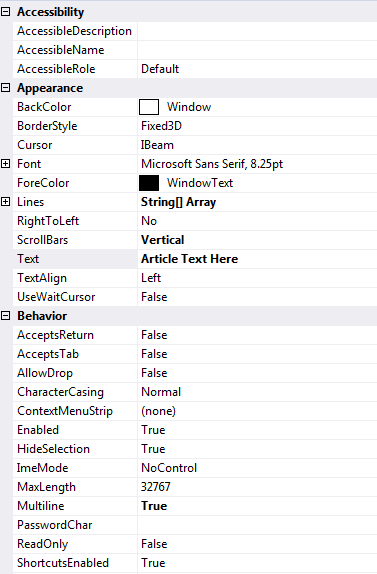 Accessibility
AccessibleDescription
AccessibleName
AccessibleRole Default
Appearance
BackColor Window
BorderStyle Fixed3D
Cursor IBeam
Font Microsoft Sans Serif, 8.25pt
ForeColor WindowText
Lines String[] Array
RightToLeft No
ScrollBars Vertical
Text Article Text Here
TextAlign Left
UseWaitCursor False
Behavior
AcceptsReturn False
AcceptsTab False
AllowDrop False
CharacterCasing Normal
ContextMenuStrip (none)
Enabled True
HideSelection True
ImeMode NoControl
MaxLength 32767
Multiline True
PasswordChar
ReadOnly False
ShortcutsEnabled True